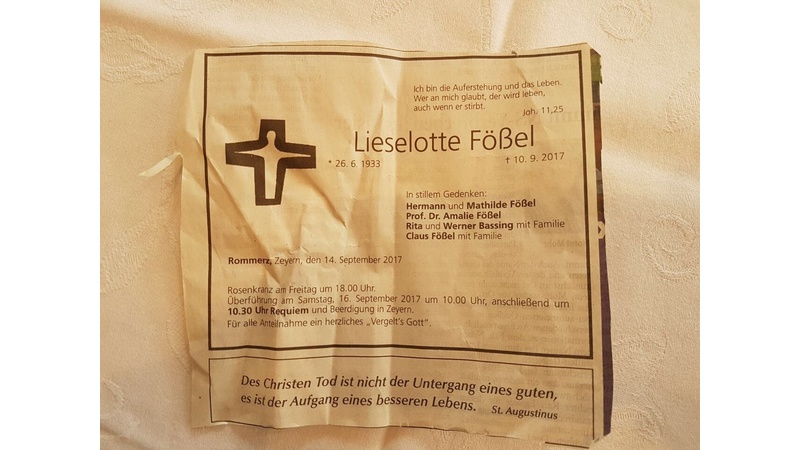 Ich bin die Auferstehung und das Leben.
Wer an mich glaubt, der wird leben,
auch wenn er stirbt.
Joh. 11,25
Lieselotte Fößel
* 26. 6. 1933
† 10. 9. 2017
In stillem Gedenken:
Hermann und Mathilde Fößel
Prof. Dr. Amalie Fößel
Rita und Werner Bassing mit Familie
Claus Fößel mit Familie
Rommerz, Zeyern, den 14. September 2017
Rosenkranz am Freitag um 18.00 Uhr.
Überführung am Samstag, 16. September 2017 um 10.00 Uhr, anschließend um
10.30 Uhr Requiem und Beerdigung in Zeyern.
Für alle Anteilnahme ein herzliches „Vergelt's Gott".
Des Christen Tod ist nicht der Untergang eines guten,
es ist der Aufgang eines besseren Lebens. St. Augustinus